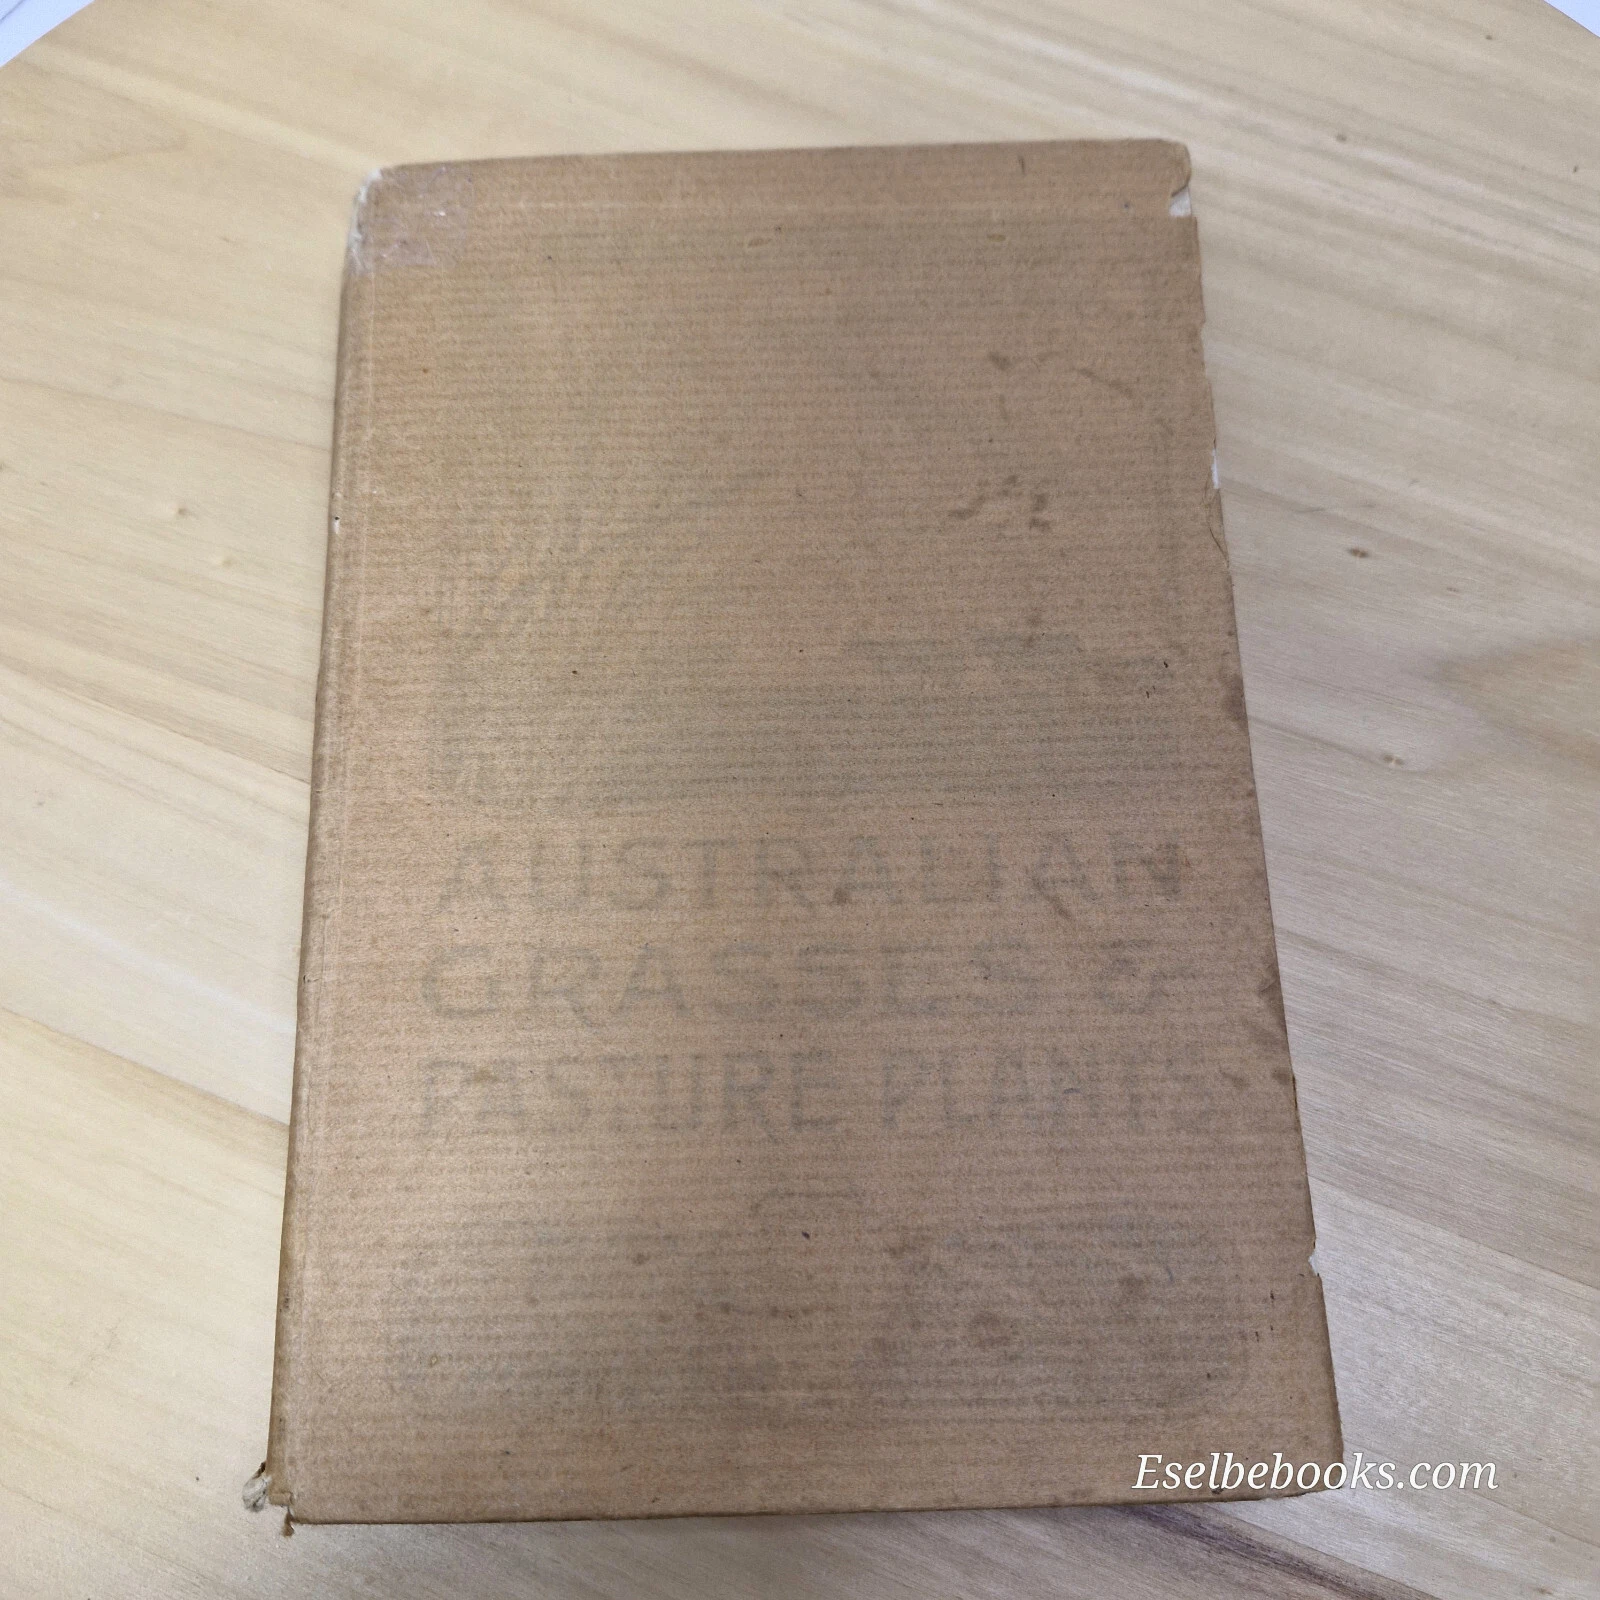 AUSTRALIAN
GRASSES &
PASTURE PLANTS
Eselbebooks.com